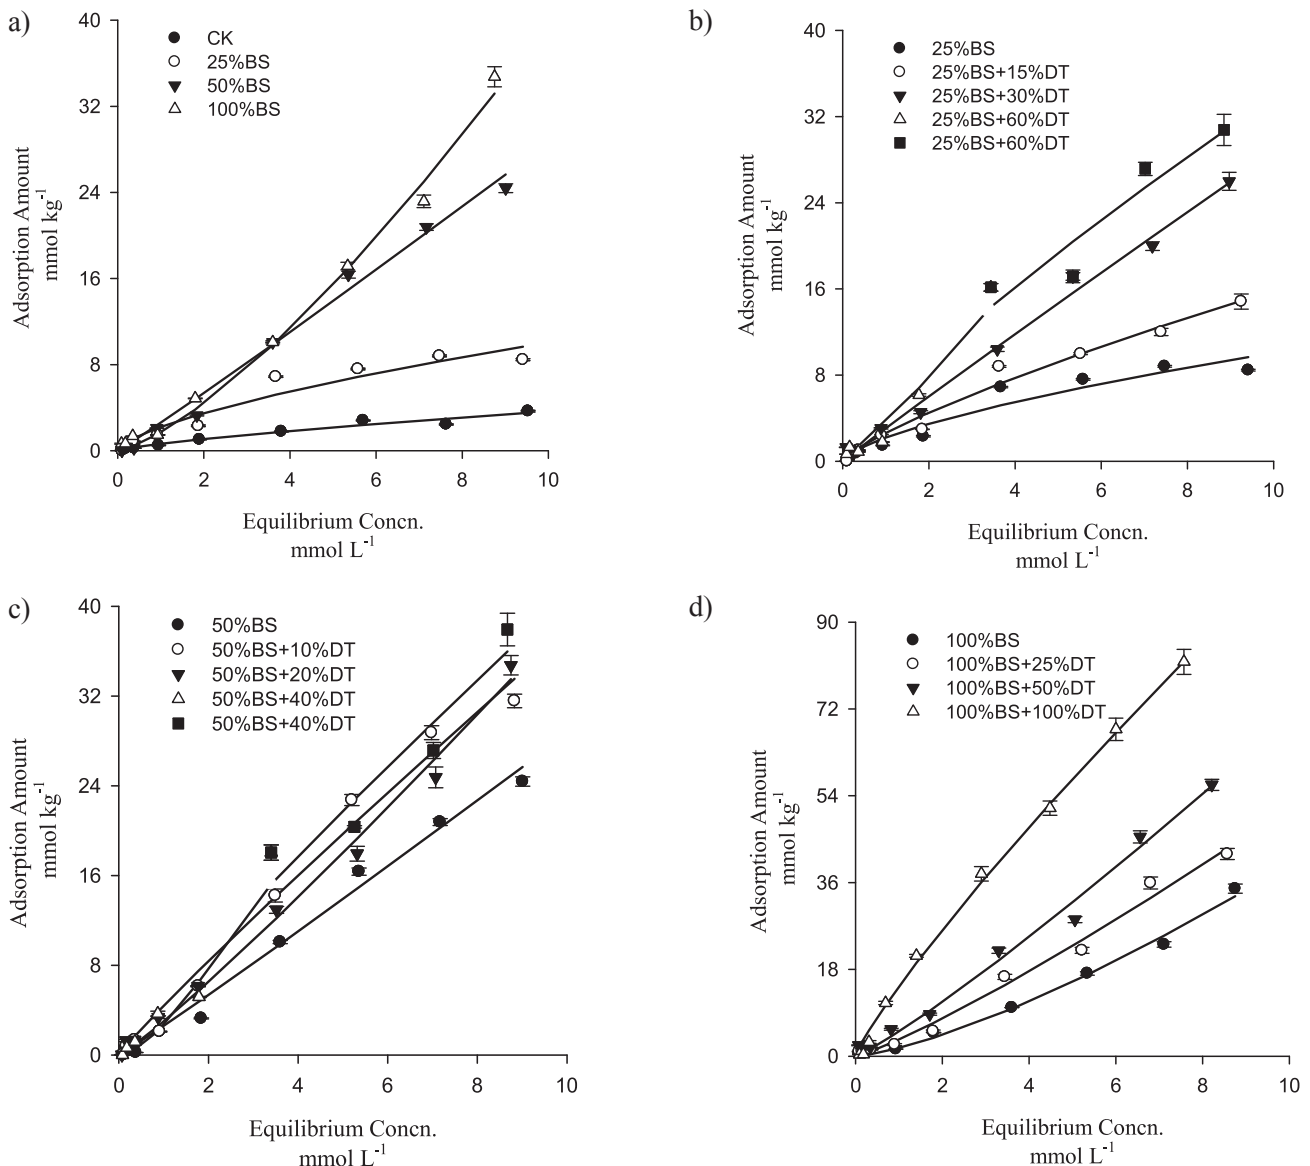 a)
40
32
24
16
8
0
Adsorption Amount
mmol kg-1
CK
25%BS
50%BS
100%BS
0 2 4 6 8 10
Equilibrium Concn.
mmol L-1
b)
40
32
24
16
8
0
Adsorption Amount
mmol kg-1
25%BS
25%BS+15%DT
25%BS+30%DT
25%BS+60%DT
25%BS+60%DT
0 2 4 6 8 10
Equilibrium Concn.
mmol L-1
c)
40
32
24
16
8
0
Adsorption Amount
mmol kg-1
50%BS
50%BS+10%DT
50%BS+20%DT
50%BS+40%DT
50%BS+40%DT
0 2 4 6 8 10
Equilibrium Concn.
mmol L-1
d)
90
72
54
36
18
0
Adsorption Amount
mmol kg-1
100%BS
100%BS+25%DT
100%BS+50%DT
100%BS+100%DT
0 2 4 6 8 10
Equilibrium Concn.
mmol L-1